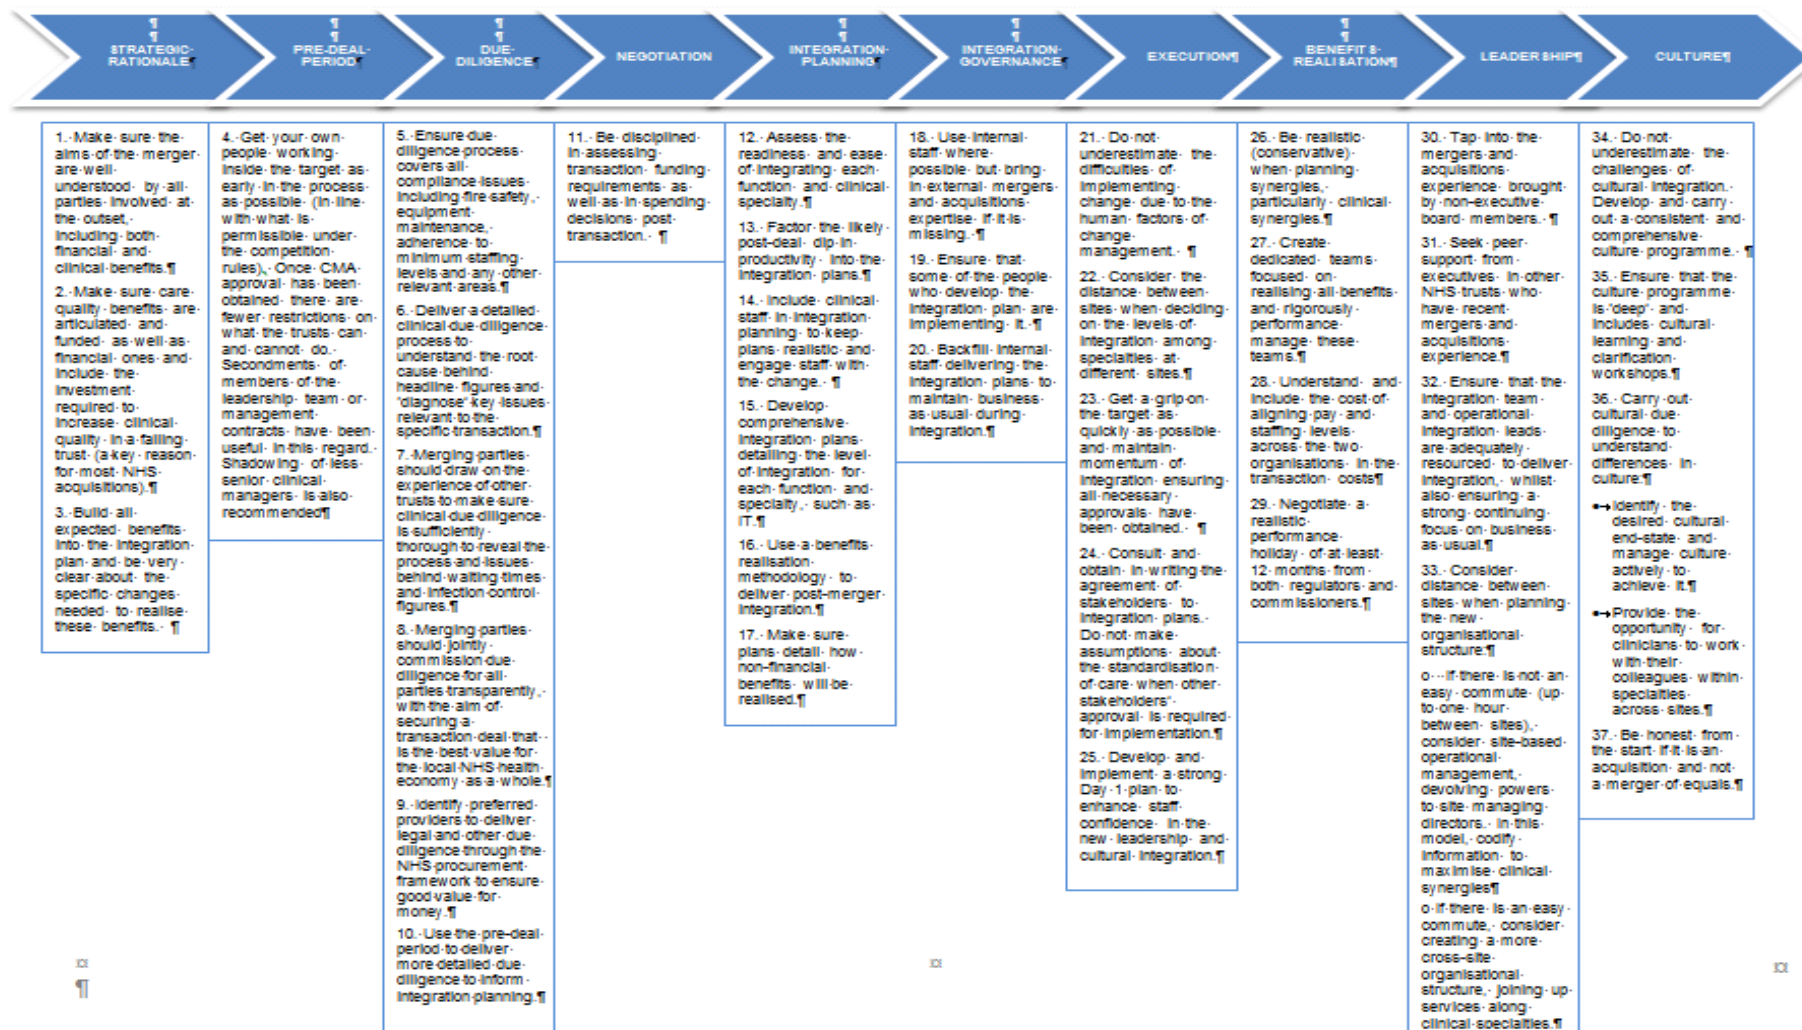 STRATEGIC
RATIONALE
PRE-DEAL
PERIOD
DUE
DILIGENCE
NEGOTIATION
INTEGRATION
PLANNING
INTEGRATION
GOVERNANCE
EXECUTION
BENEFITS
REALISATION
LEADERSHIP
CULTURE
1. Make sure the
aims of the merger
are well
understood by all
parties involved at
the outset,
including both
financial and
clinical benefits.
2. Make sure care
quality benefits are
articulated and
funded as well as
financial ones and
include the
investment
required to
increase clinical
quality in a failing
trust (a key reason
for most NHS
acquisitions).
3. Build all
expected benefits
into the integration
plan and be very
clear about the
specific changes
needed to realise
these benefits.
4. Get your own
people working
inside the target as
early in the process
as possible (in line
with what is
permissible under
the competition
rules). Once CMA
approval has been
obtained there are
fewer restrictions on
what the trusts can
and cannot do.
Secondments of
members of the
leadership team or
management
contracts have been
useful in this regard.
Shadowing of less
senior clinical
managers is also
recommended
5. Ensure due
diligence process
covers all
compliance issues
including fire safety,
equipment
maintenance,
adherence to
minimum staffing
levels and any other
relevant areas.
6. Deliver a detailed
clinical due diligence
process to
understand the root
cause behind
headline figures and
"diagnose" key issues
relevant to the
specific transaction.
7. Merging parties
should draw on the
experience of other
trusts to make sure
clinical due diligence
is sufficiently
thorough to reveal the
process and issues
behind waiting times
and infection control
figures.
8. Merging parties
should jointly
commission due
diligence for all
parties transparently,
with the aim of
securing a
transaction deal that
is the best value for
the local NHS health
economy as a whole.
9. Identify preferred
providers to deliver
legal and other due
diligence through the
NHS procurement
framework to ensure
good value for
money.
10. Use the pre-deal
period to deliver
more detailed due
diligence to inform
integration planning.
11. Be disciplined
in assessing
transaction funding
requirements as
well as in spending
decisions post
transaction.
12. Assess the
readiness and ease
of integrating each
function and clinical
specialty.
13. Factor the likely
post-deal dip in
productivity into the
integration plans.
14. Include clinical
staff in integration
planning to keep
plans realistic and
engage staff with
the change.
15. Develop
comprehensive
integration plans
detailing the level
of integration for
each function and
specialty, such as
IT.
16. Use a benefits
realisation
methodology to
deliver post-merger
integration.
17. Make sure
plans detail how
non-financial
benefits will be
realised.
18. Use internal
staff where
possible but bring
in external mergers
and acquisitions
expertise if it is
missing.
19. Ensure that
some of the people
who develop the
integration plan are
implementing it.
20. Backfill internal
staff delivering the
integration plans to
maintain business
as usual during
integration.
21. Do not
underestimate the
difficulties of
implementing
change due to the
human factors of
change
management.
22. Consider the
distance between
sites when deciding
on the levels of
integration among
specialties at
different sites.
23. Get a grip on
the target as
quickly as possible
and maintain
momentum of
integration ensuring
all necessary
approvals have
been obtained.
24. Consult and
obtain in writing the
agreement of
stakeholders to
integration plans.
Do not make
assumptions about
the standardisation
of care when other
stakeholders'
approval is required
for implementation.
25. Develop and
implement a strong
Day 1 plan to
enhance staff
confidence in the
new leadership and
cultural integration.
26. Be realistic
(conservative)
when planning
synergies,
particularly clinical
synergies.
27. Create
dedicated teams
focused on
realising all benefits
and rigorously
performance
manage these
teams.
28. Understand and
include the cost of
aligning pay and
staffing levels
across the two
organisations in the
transaction costs
29. Negotiate a
realistic
performance
holiday of at least
12 months from
both regulators and
commissioners.
30. Tap into the
mergers and
acquisitions
experience brought
by non-executive
board members.
31. Seek peer
support from
executives in other
NHS trusts who
have recent
mergers and
acquisitions
experience.
32. Ensure that the
integration team
and operational
integration leads
are adequately
resourced to deliver
integration, whilst
also ensuring a
strong continuing
focus on business
as usual.
33. Consider
distance between
sites when planning
the new
organisational
structure:
o if there is not an
easy commute (up
to one hour
between sites),
consider site-based
operational
management,
devolving powers
to site managing
directors. In this
model, codify
information to
maximise clinical
synergies
o if there is an easy
commute, consider
creating a more
cross-site
organisational
structure, joining up
services along
clinical specialties.
34. Do not
underestimate the
challenges of
cultural integration.
Develop and carry
out a consistent and
comprehensive
culture programme.
35. Ensure that the
culture programme
is "deep" and
includes cultural
learning and
clarification
workshops.
36. Carry out
cultural due
diligence to
understand
differences in
culture:
• Identify the
desired cultural
end-state and
manage culture
actively to
achieve it.
• Provide the
opportunity for
clinicians to work
with their
colleagues within
specialties
across sites.
37. Be honest from
the start if it is an
acquisition and not
a merger of equals.